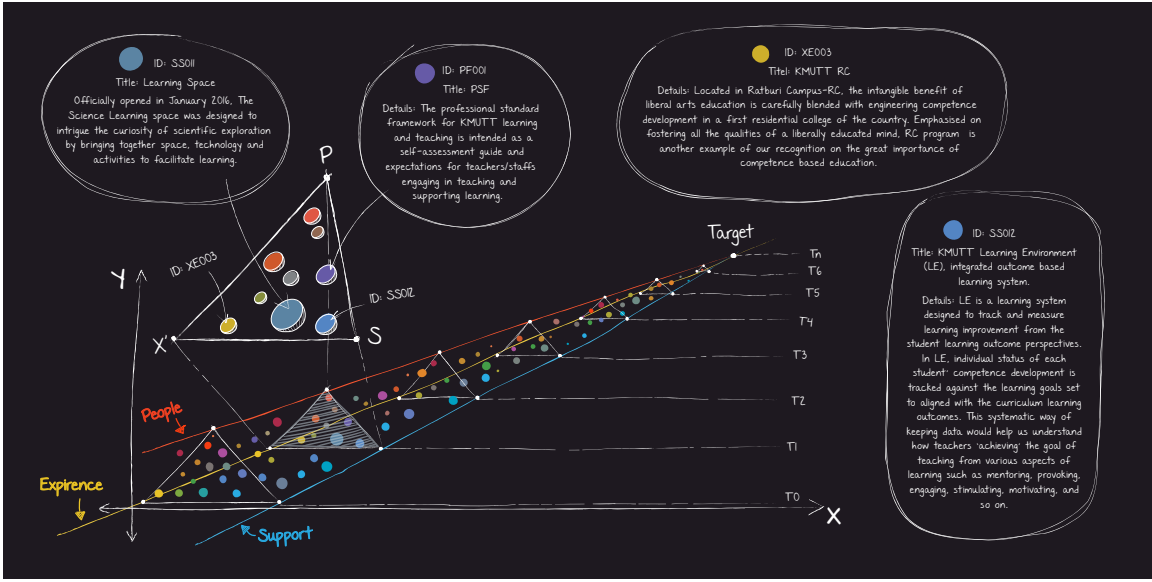 ID: SS011
Title: Learning Space
Officially opened in January 2016, The
Science Learning space was designed to
intrigue the curiosity of scientific exploration
by bringing together space, technology and
activities to facilitate learning.
ID: PF001
Title: PSF
Details: The professional standard
framework for KMUTT learning
and teaching is intended as a
self-assessment guide and
expectations for teachers/staffs
engaging in teaching and
supporting learning.
ID: XE003
Titel: KMUTT RC
Details: Located in Ratburi Campus-RC, the intangible benefit of
liberal arts education is carefully blended with engineering competence
development in a first residential college of the country. Emphasised on
fostering all the qualities of a liberally educated mind, RC program is
another example of our recognition on the great importance of
competence based education.
ID: SS012
Title: KMUTT Learning Environment
(LE), integrated outcome based
learning system.
Details: LE is a learning system
designed to track and measure
learning improvement from the
student learning outcome perspectives.
In LE, individual status of each
student' competence development is
tracked against the learning goals set
to aligned with the curriculum learning
outcomes. This systematic way of
keeping data would help us understand
how teachers 'achieving' the goal of
teaching from various aspects of
learning such as mentoring, provoking,
engaging, stimulating, motivating, and
so on.
P
ID: XE003
ID: SS012
X'
S
Y
Target
Tn
T6
T5
T4
T3
T2
T1
T0
X
People
Expirence
Support